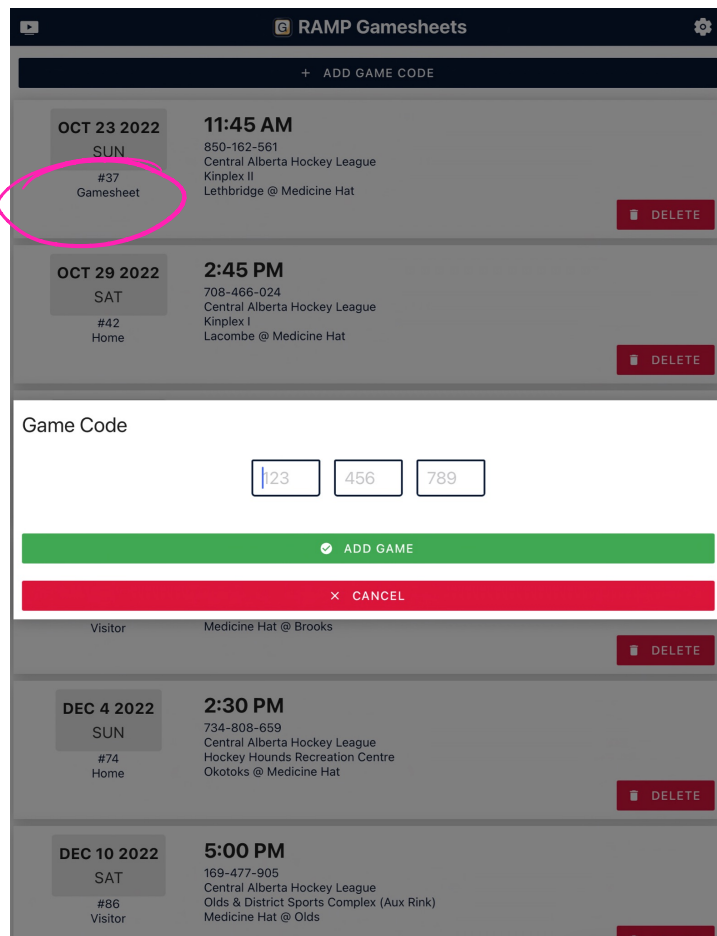 G RAMP Gamesheets
+ ADD GAME CODE
OCT 23 2022
SUN
#37
Gamesheet
11:45 AM
850-162-561
Central Alberta Hockey League
Kinplex II
Lethbridge @ Medicine Hat
DELETE
OCT 29 2022
SAT
#42
Home
2:45 PM
708-466-024
Central Alberta Hockey League
Kinplex I
Lacombe @ Medicine Hat
DELETE
Game Code
123 456 789
ADD GAME
× CANCEL
Visitor
Medicine Hat @ Brooks
DELETE
DEC 4 2022
SUN
#74
Home
2:30 PM
734-808-659
Central Alberta Hockey League
Hockey Hounds Recreation Centre
Okotoks @ Medicine Hat
DELETE
DEC 10 2022
SAT
#86
Visitor
5:00 PM
169-477-905
Central Alberta Hockey League
Olds & District Sports Complex (Aux Rink)
Medicine Hat @ Olds